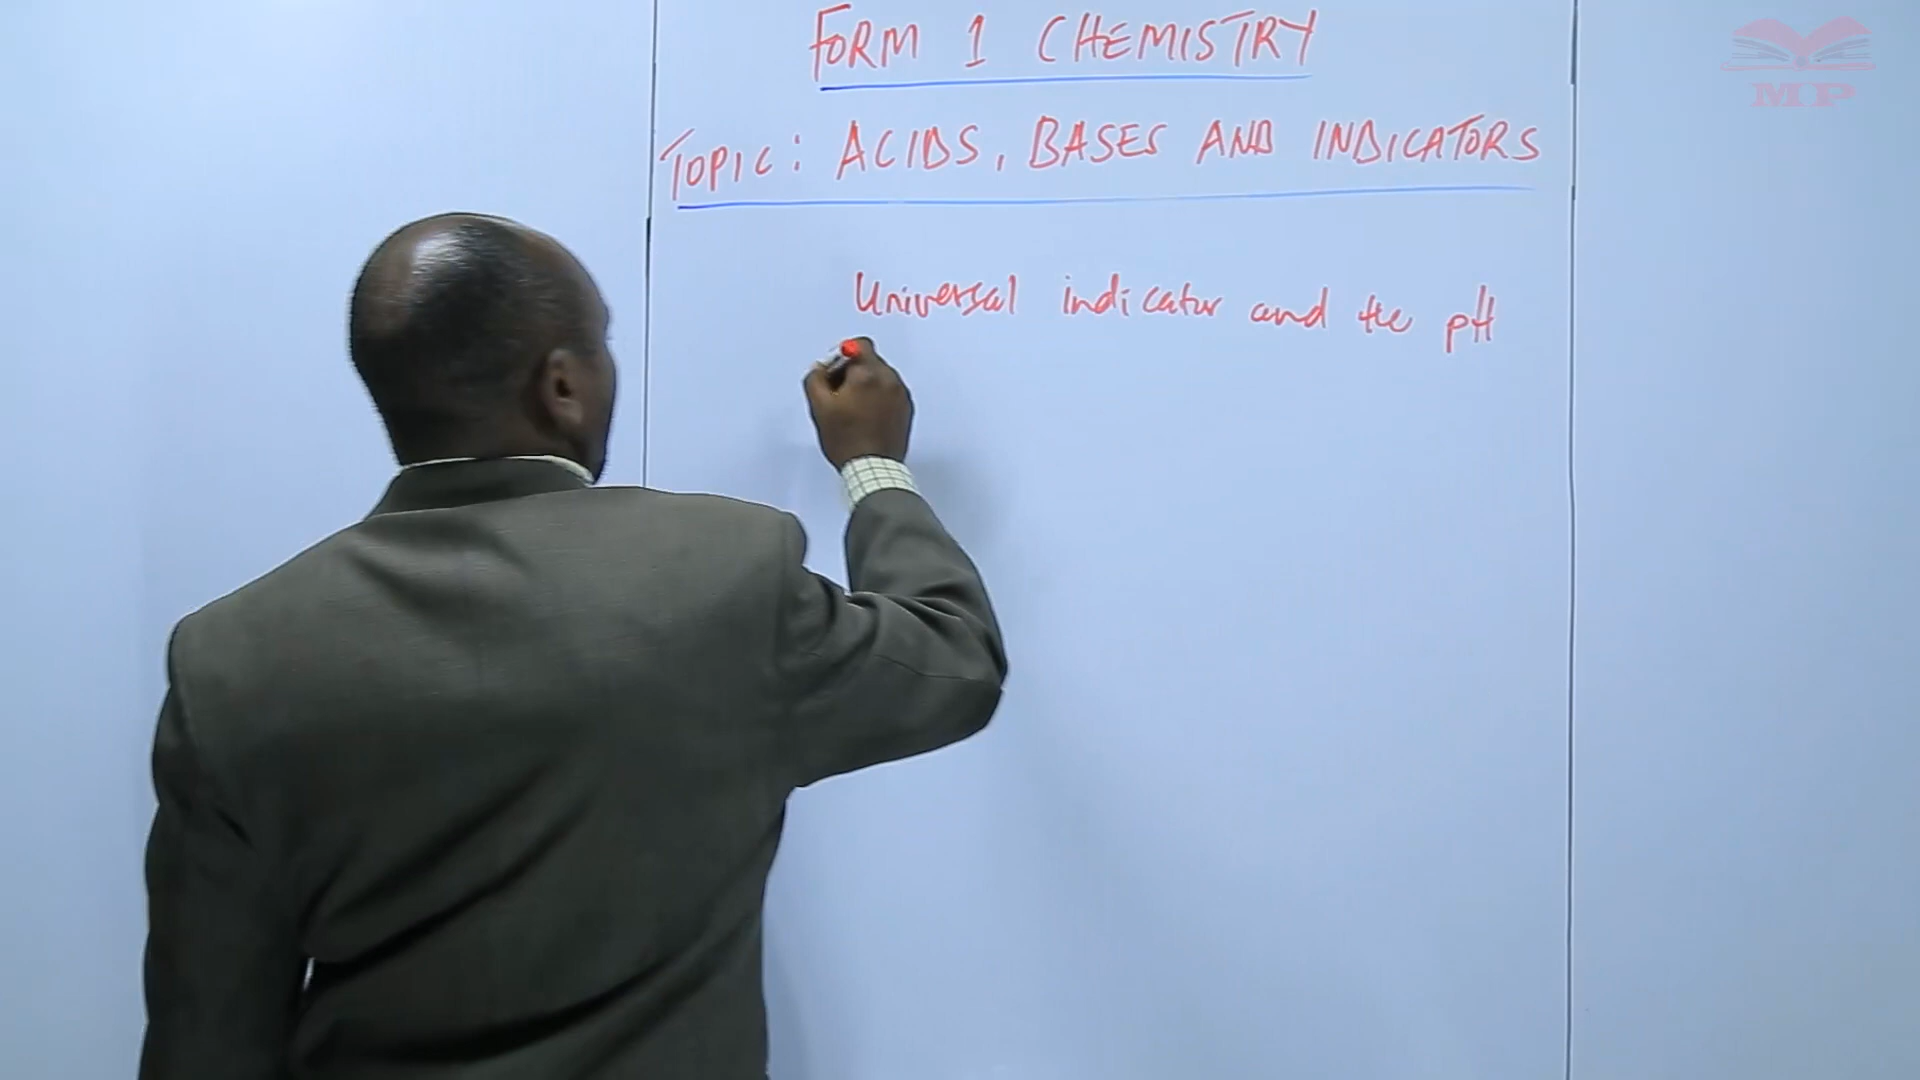 FORM 1 CHEMISTRY
TOPIC: ACIDS, BASES AND INDICATORS
Universal indicator and the pH
M P